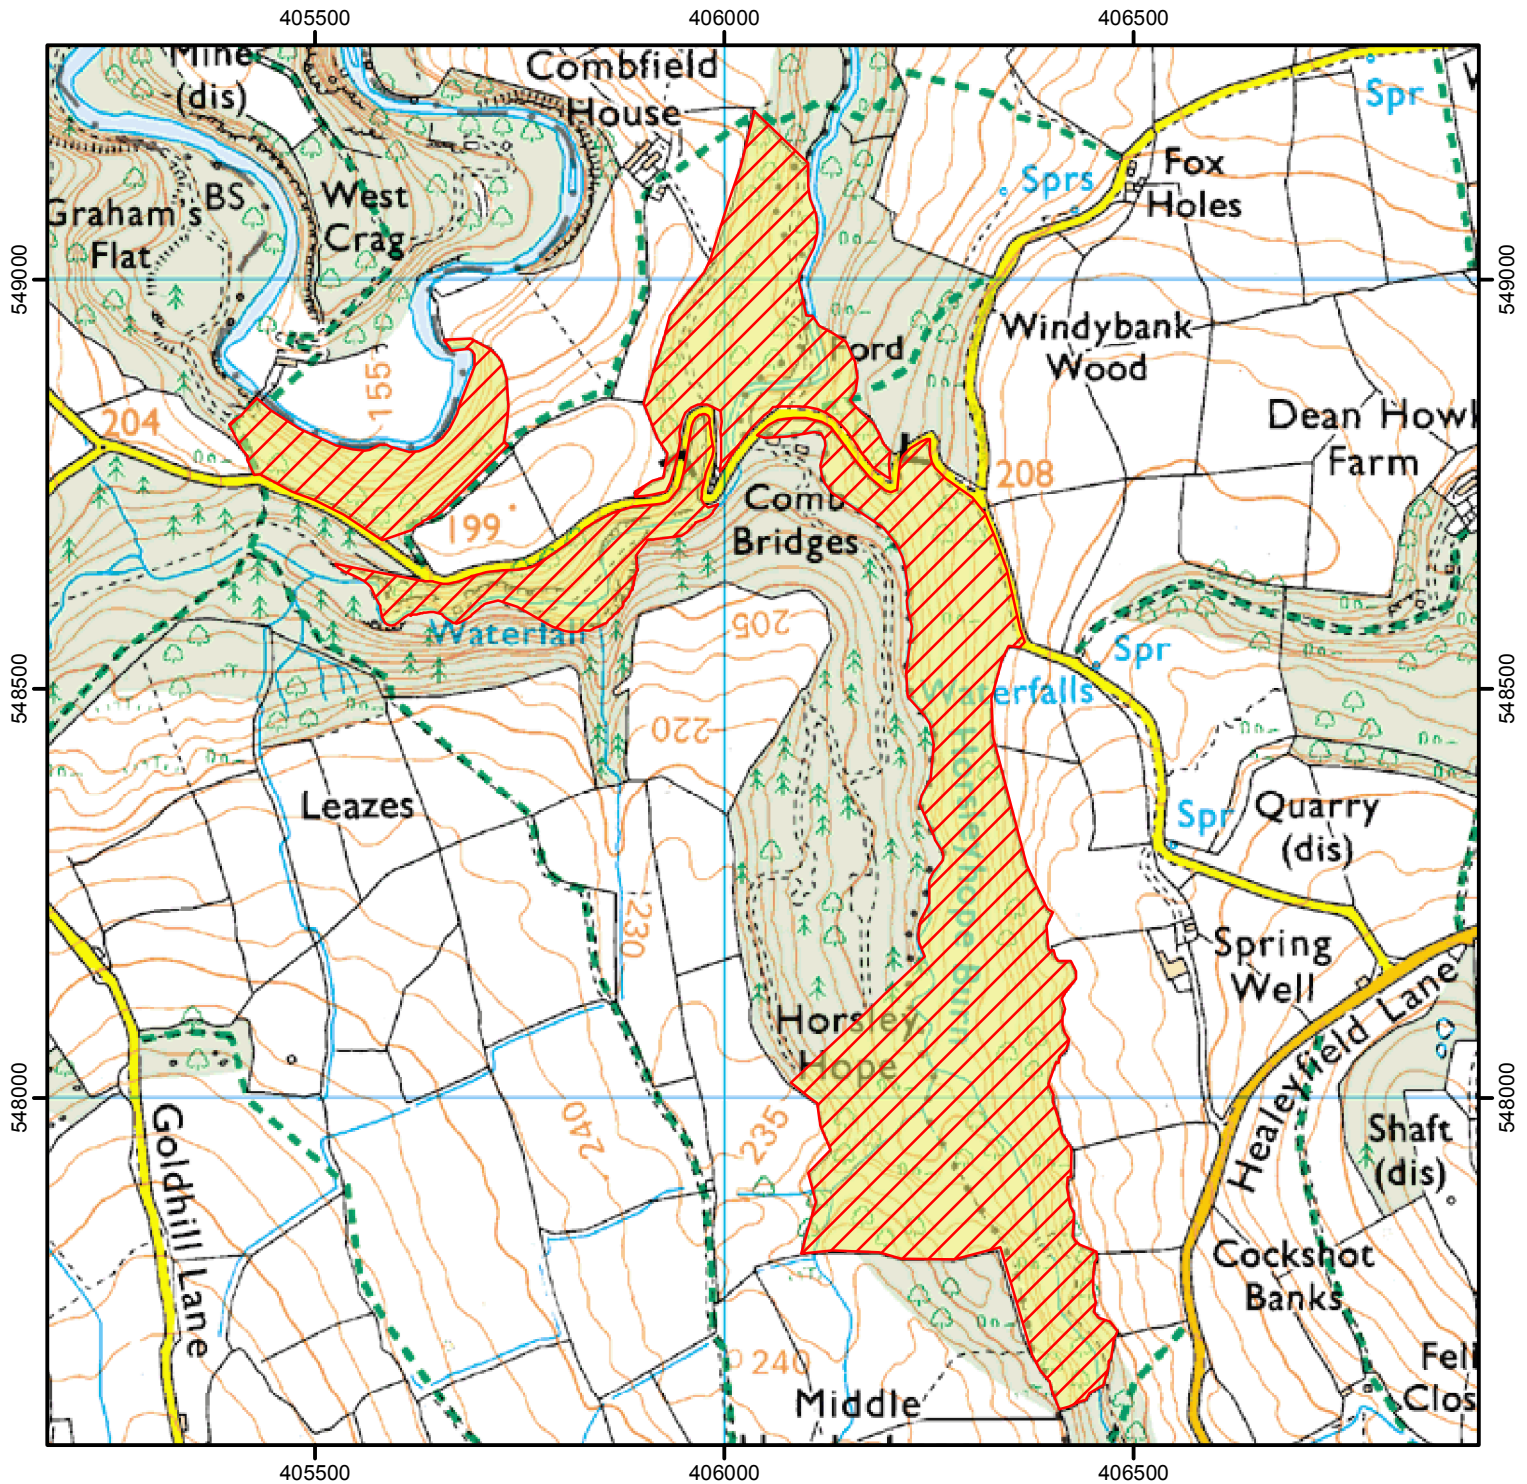 405500
406000
406500
Mine
(dis)
Combfield
House
Spr
BS
West
Crag
Graham's
Flat
Fox
Holes
Sprs
549000
549000
Windybank
Wood
Ford
155
204
Dean Howl
Farm
208
199
Comb
Bridges
Waterfall
205
Spr
548500
548500
Waterfalls
220
Leazes
Horsleyhope Burn
Spr
Quarry
(dis)
230
Spring
Well
Horsley
Hope
Healeyfield Lane
548000
548000
Goldhill Lane
240
235
Shaft
(dis)
Cockshot
Banks
240
Middle
Fell
Clos
405500
406000
406500